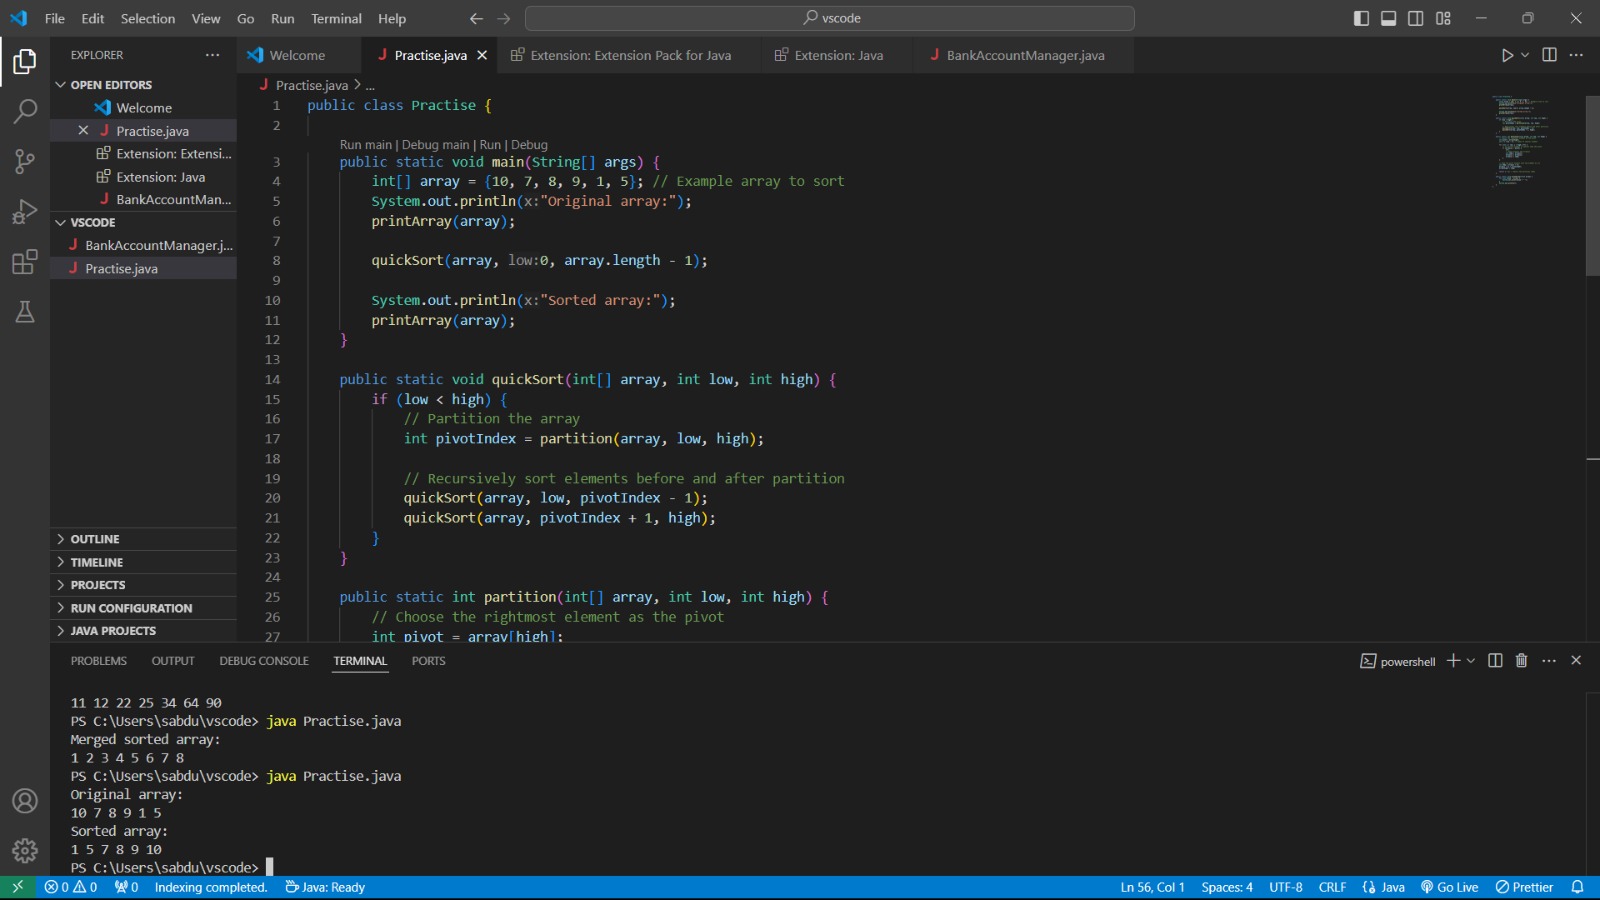 File Edit Selection View Go Run Terminal Help
vscode
EXPLORER
OPEN EDITORS
Welcome
Practise.java
Extension: Extensi...
Extension: Java
BankAccountMan...
VSCODE
BankAccountManager.j...
Practise.java
OUTLINE
TIMELINE
PROJECTS
RUN CONFIGURATION
JAVA PROJECTS
Welcome Practise.java Extension: Extension Pack for Java Extension: Java BankAccountManager.java
Practise.java > ...
1 public class Practise {
2
Run main | Debug main | Run | Debug
3 public static void main(String[] args) {
4 int[] array = {10, 7, 8, 9, 1, 5}; // Example array to sort
5 System.out.println(x:"Original array:");
6 printArray(array);
7
8 quickSort(array, low:0, array.length - 1);
9
10 System.out.println(x:"Sorted array:");
11 printArray(array);
12 }
13
14 public static void quickSort(int[] array, int low, int high) {
15 if (low < high) {
16 // Partition the array
17 int pivotIndex = partition(array, low, high);
18
19 // Recursively sort elements before and after partition
20 quickSort(array, low, pivotIndex - 1);
21 quickSort(array, pivotIndex + 1, high);
22 }
23 }
24
25 public static int partition(int[] array, int low, int high) {
26 // Choose the rightmost element as the pivot
27 int pivot = array[high];
PROBLEMS OUTPUT DEBUG CONSOLE TERMINAL PORTS
powershell
11 12 22 25 34 64 90
PS C:\Users\sabdu\vscode> java Practise.java
Merged sorted array:
1 2 3 4 5 6 7 8
PS C:\Users\sabdu\vscode> java Practise.java
Original array:
10 7 8 9 1 5
Sorted array:
1 5 7 8 9 10
PS C:\Users\sabdu\vscode>
0 0 0 Indexing completed. Java: Ready Ln 56, Col 1 Spaces: 4 UTF-8 CRLF Java Go Live Prettier